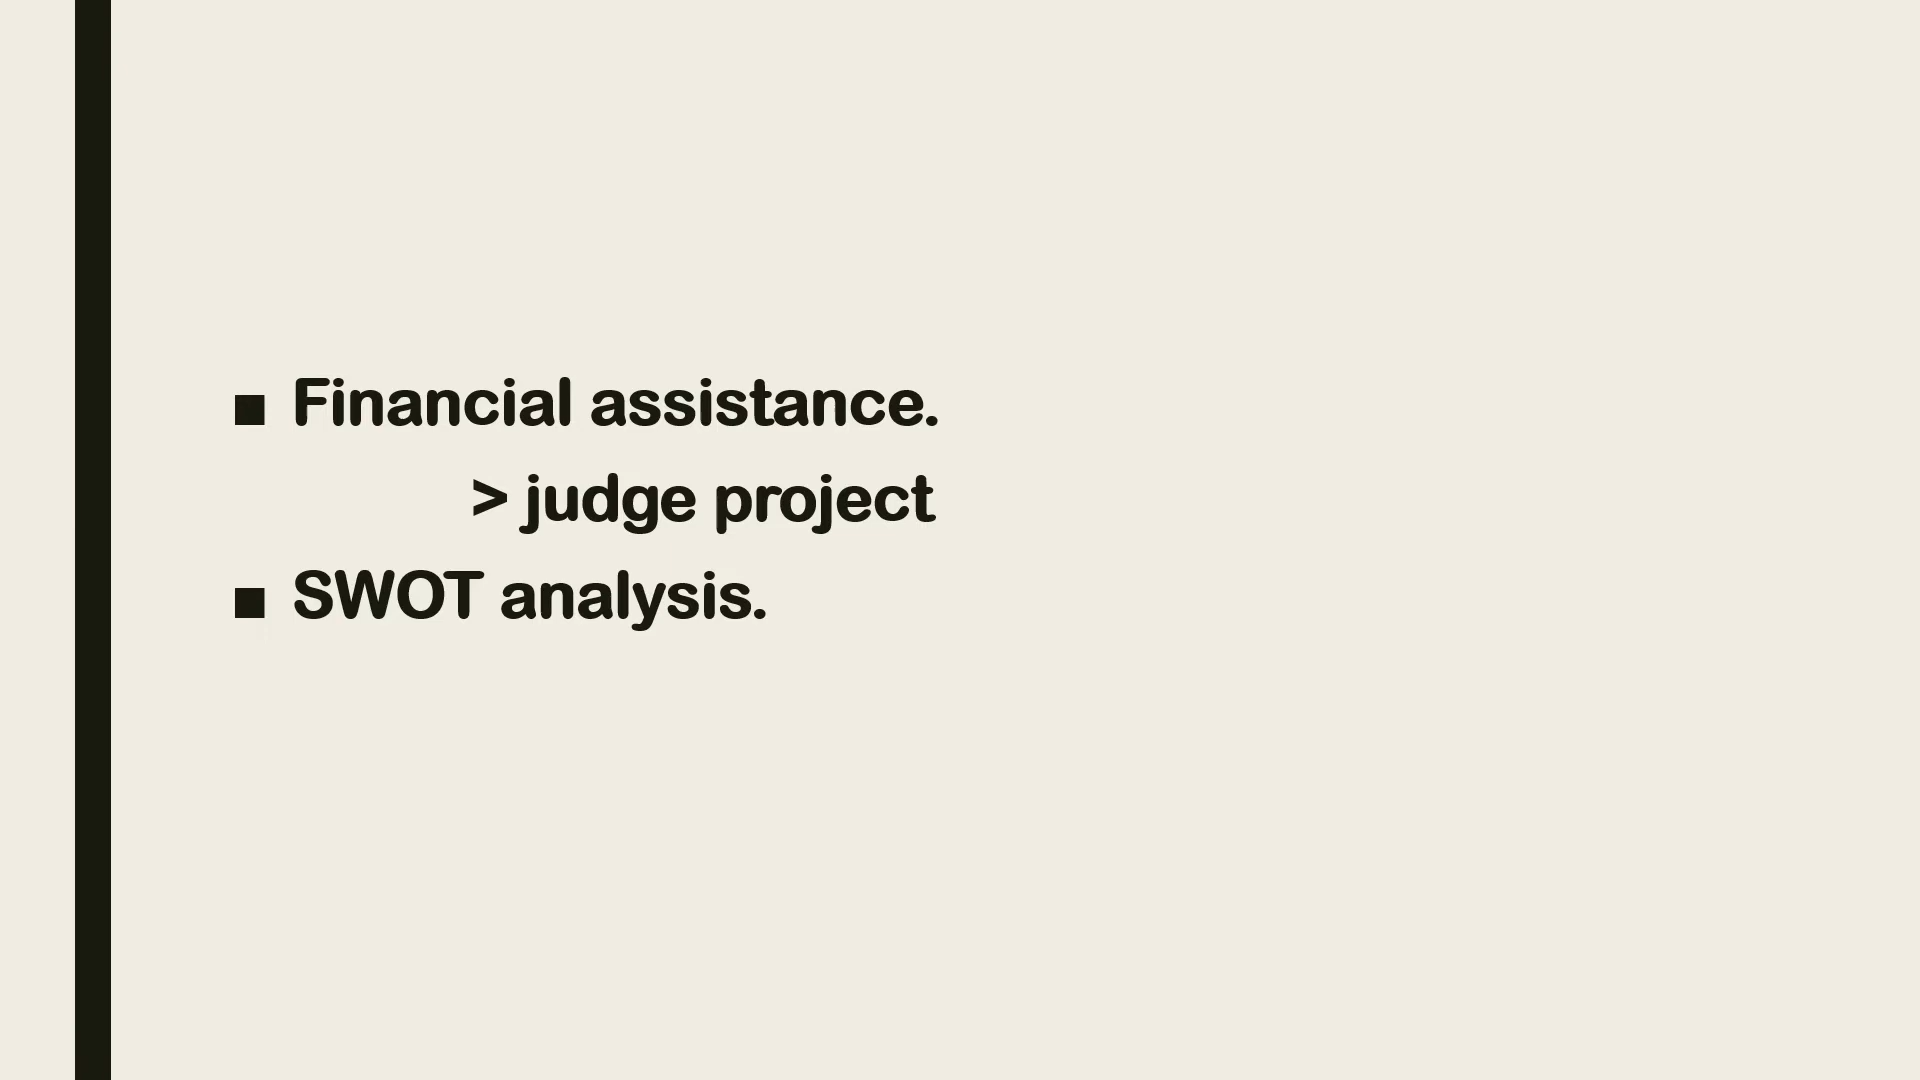 ■ Financial assistance.
> judge project
■ SWOT analysis.